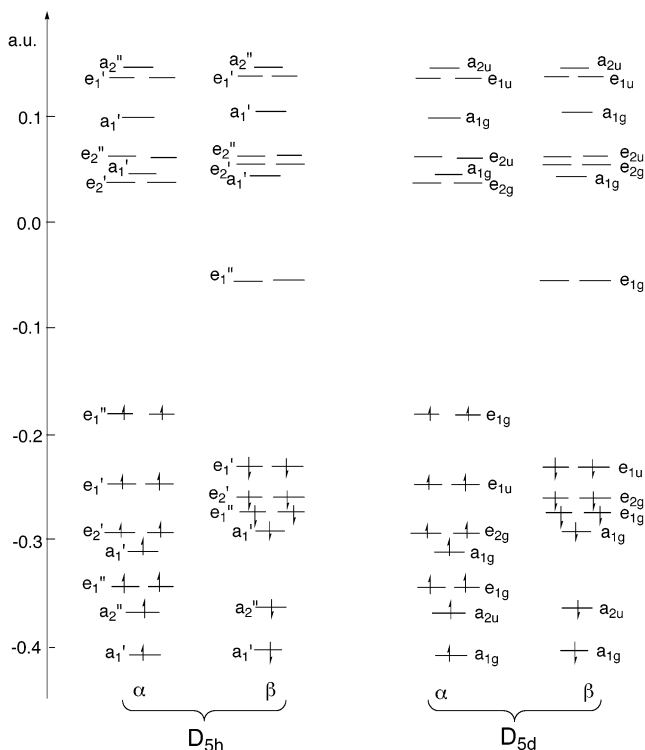 a.u.
a₂'' a₂'' a₂ᵤ a₂ᵤ
e₁' e₁' e₁ᵤ e₁ᵤ
0.1
a₁' a₁' a₁g a₁g
e₂'' e₂'' e₂ᵤ e₂ᵤ
a₁' e₂' a₁g e₂g
e₂' a₁' e₂g a₁g
0.0
e₁'' e₁g
-0.1
e₁'' e₁g
-0.2
e₁' e₁' e₁ᵤ e₁ᵤ
e₂' e₂g
e₂' e₁'' e₂g e₁g
-0.3
a₁' a₁' a₁g a₁g
e₁'' e₁g
a₂'' a₂'' a₂ᵤ a₂ᵤ
-0.4
a₁' a₁' a₁g a₁g
α β α β
D₅ₕ D₅d